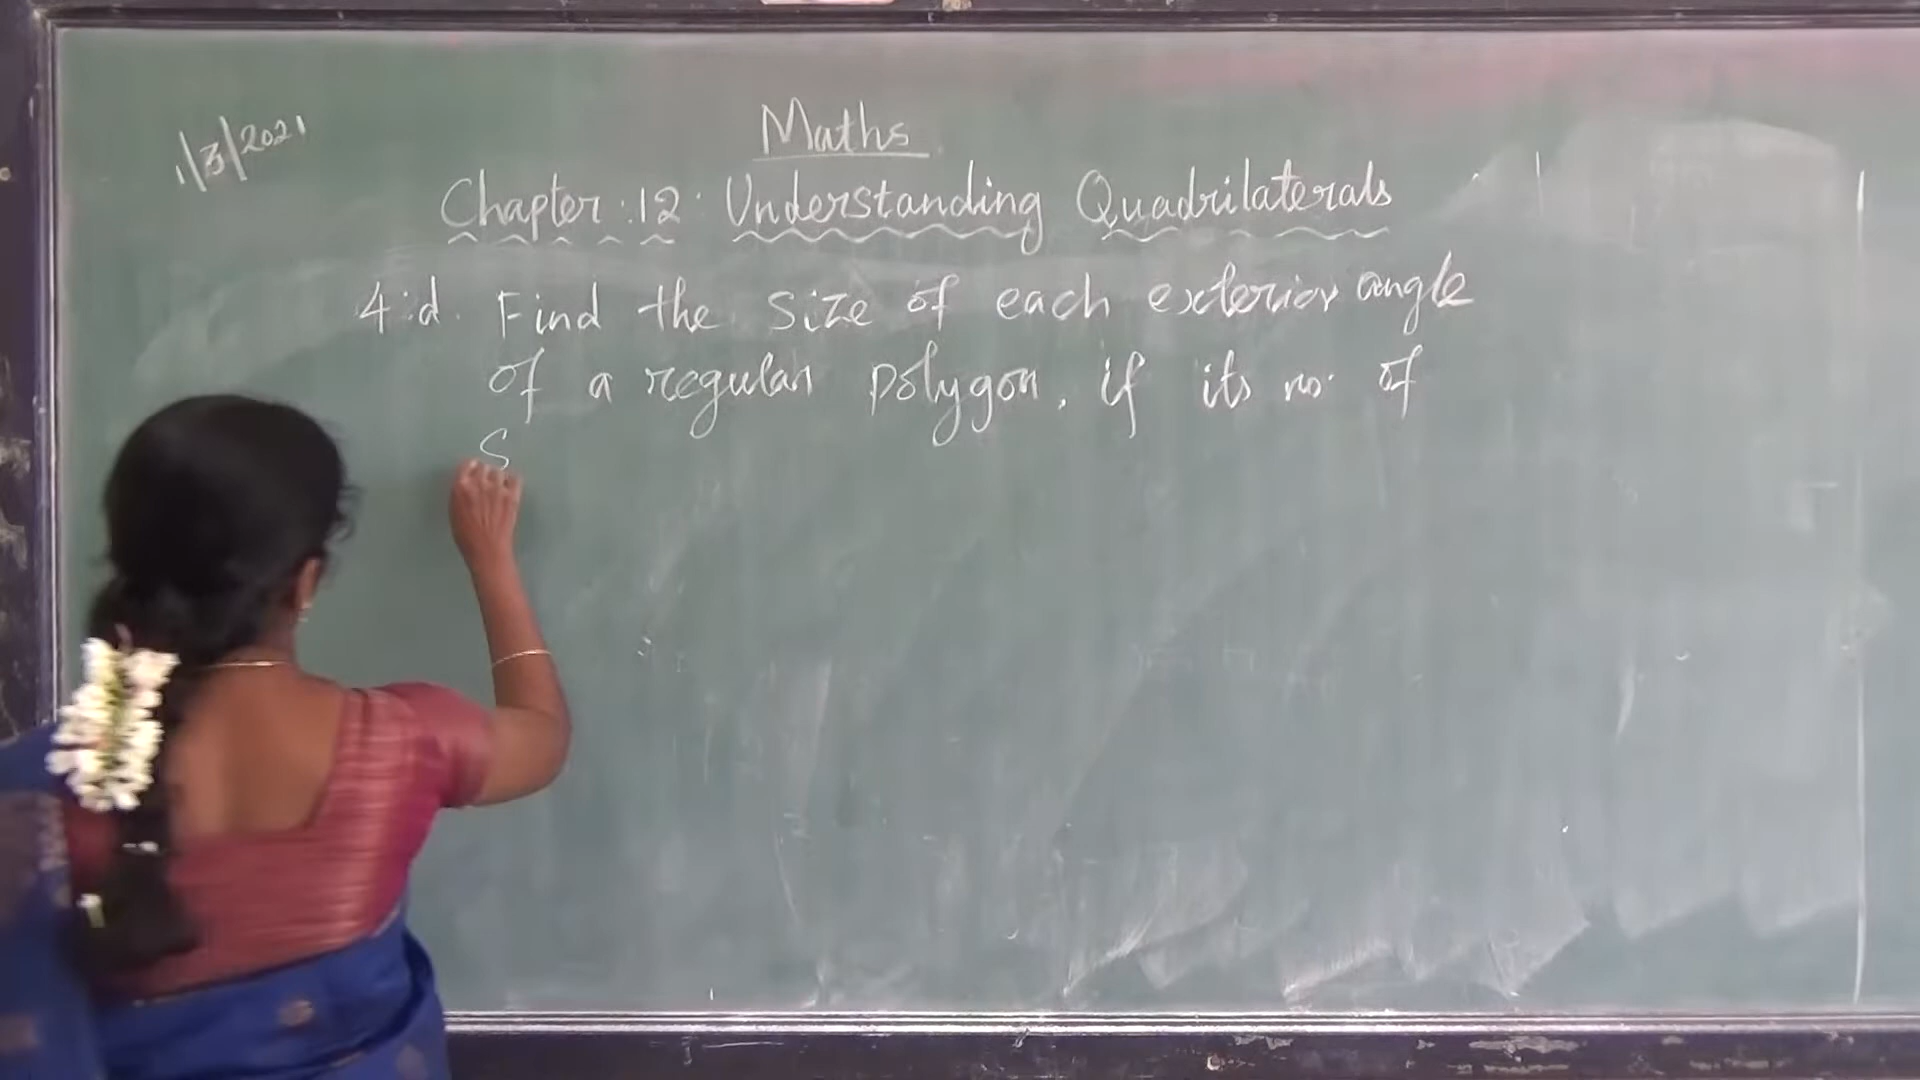 1/3/2021
Maths
Chapter : 12 : Understanding Quadrilaterals
4.d. Find the size of each exterior angle
of a regular polygon, if its no. of
S